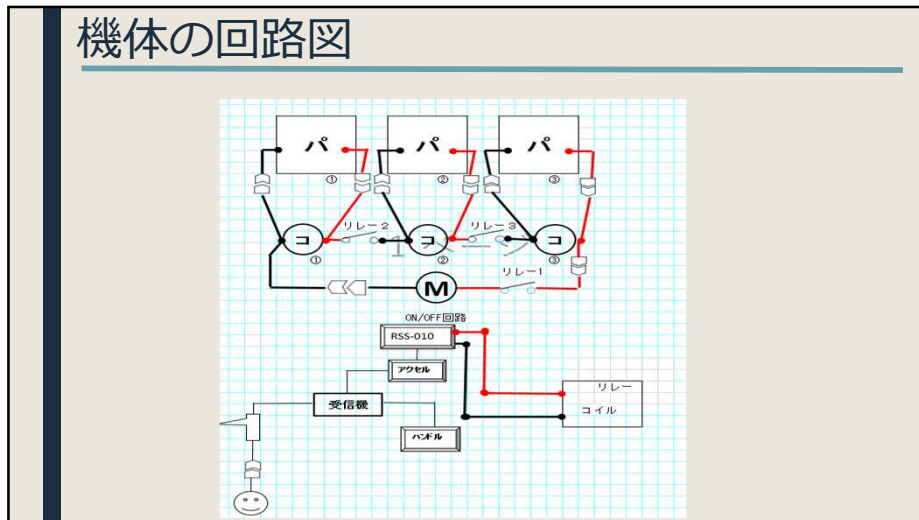 機体の回路図
パ パ パ
① ② ③
リレー2 リレー3
コ コ コ
① ② ③
リレー1
M
ON/OFF回路
RSS-010
アクセル
リレー
受信機
コイル
ハンドル